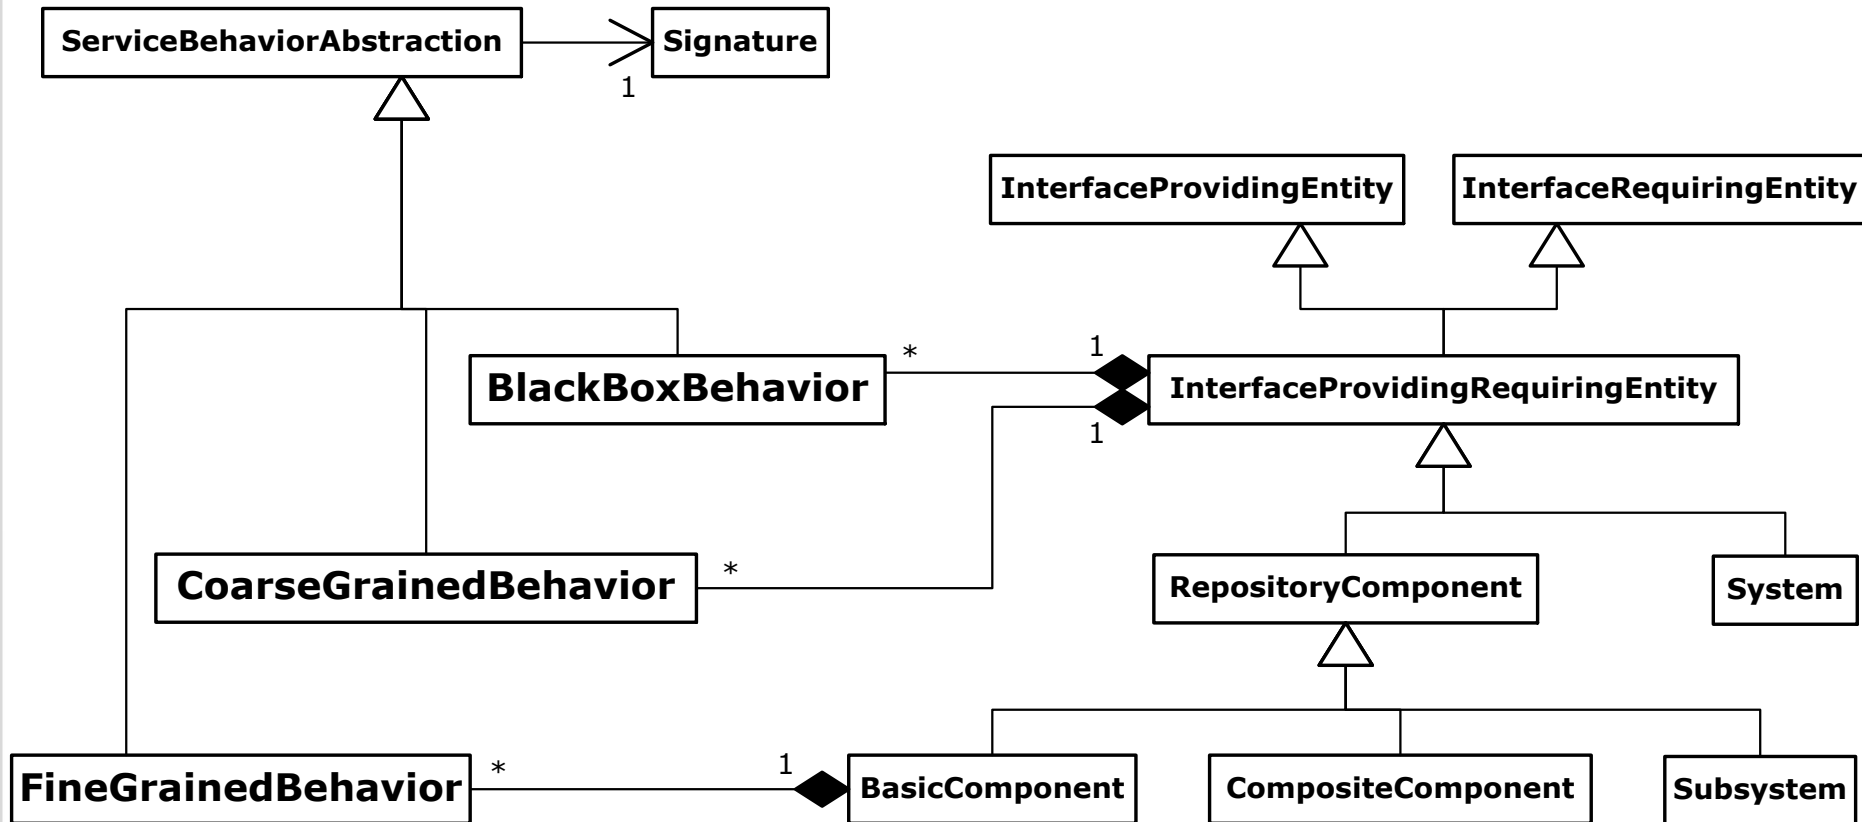 ServiceBehaviorAbstraction
Signature
1
InterfaceProvidingEntity
InterfaceRequiringEntity
*
1
BlackBoxBehavior
InterfaceProvidingRequiringEntity
1
CoarseGrainedBehavior
*
RepositoryComponent
System
FineGrainedBehavior
*
1
BasicComponent
CompositeComponent
Subsystem